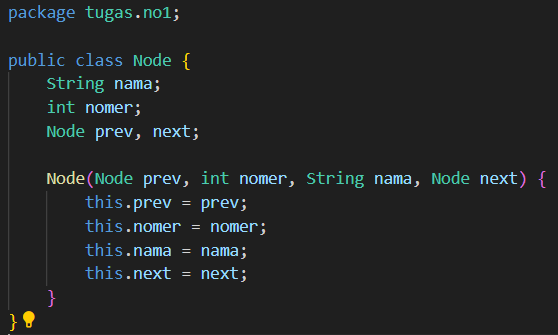 package tugas.no1;
public class Node {
String nama;
int nomer;
Node prev, next;
Node(Node prev, int nomer, String nama, Node next) {
this.prev = prev;
this.nomer = nomer;
this.nama = nama;
this.next = next;
}
}